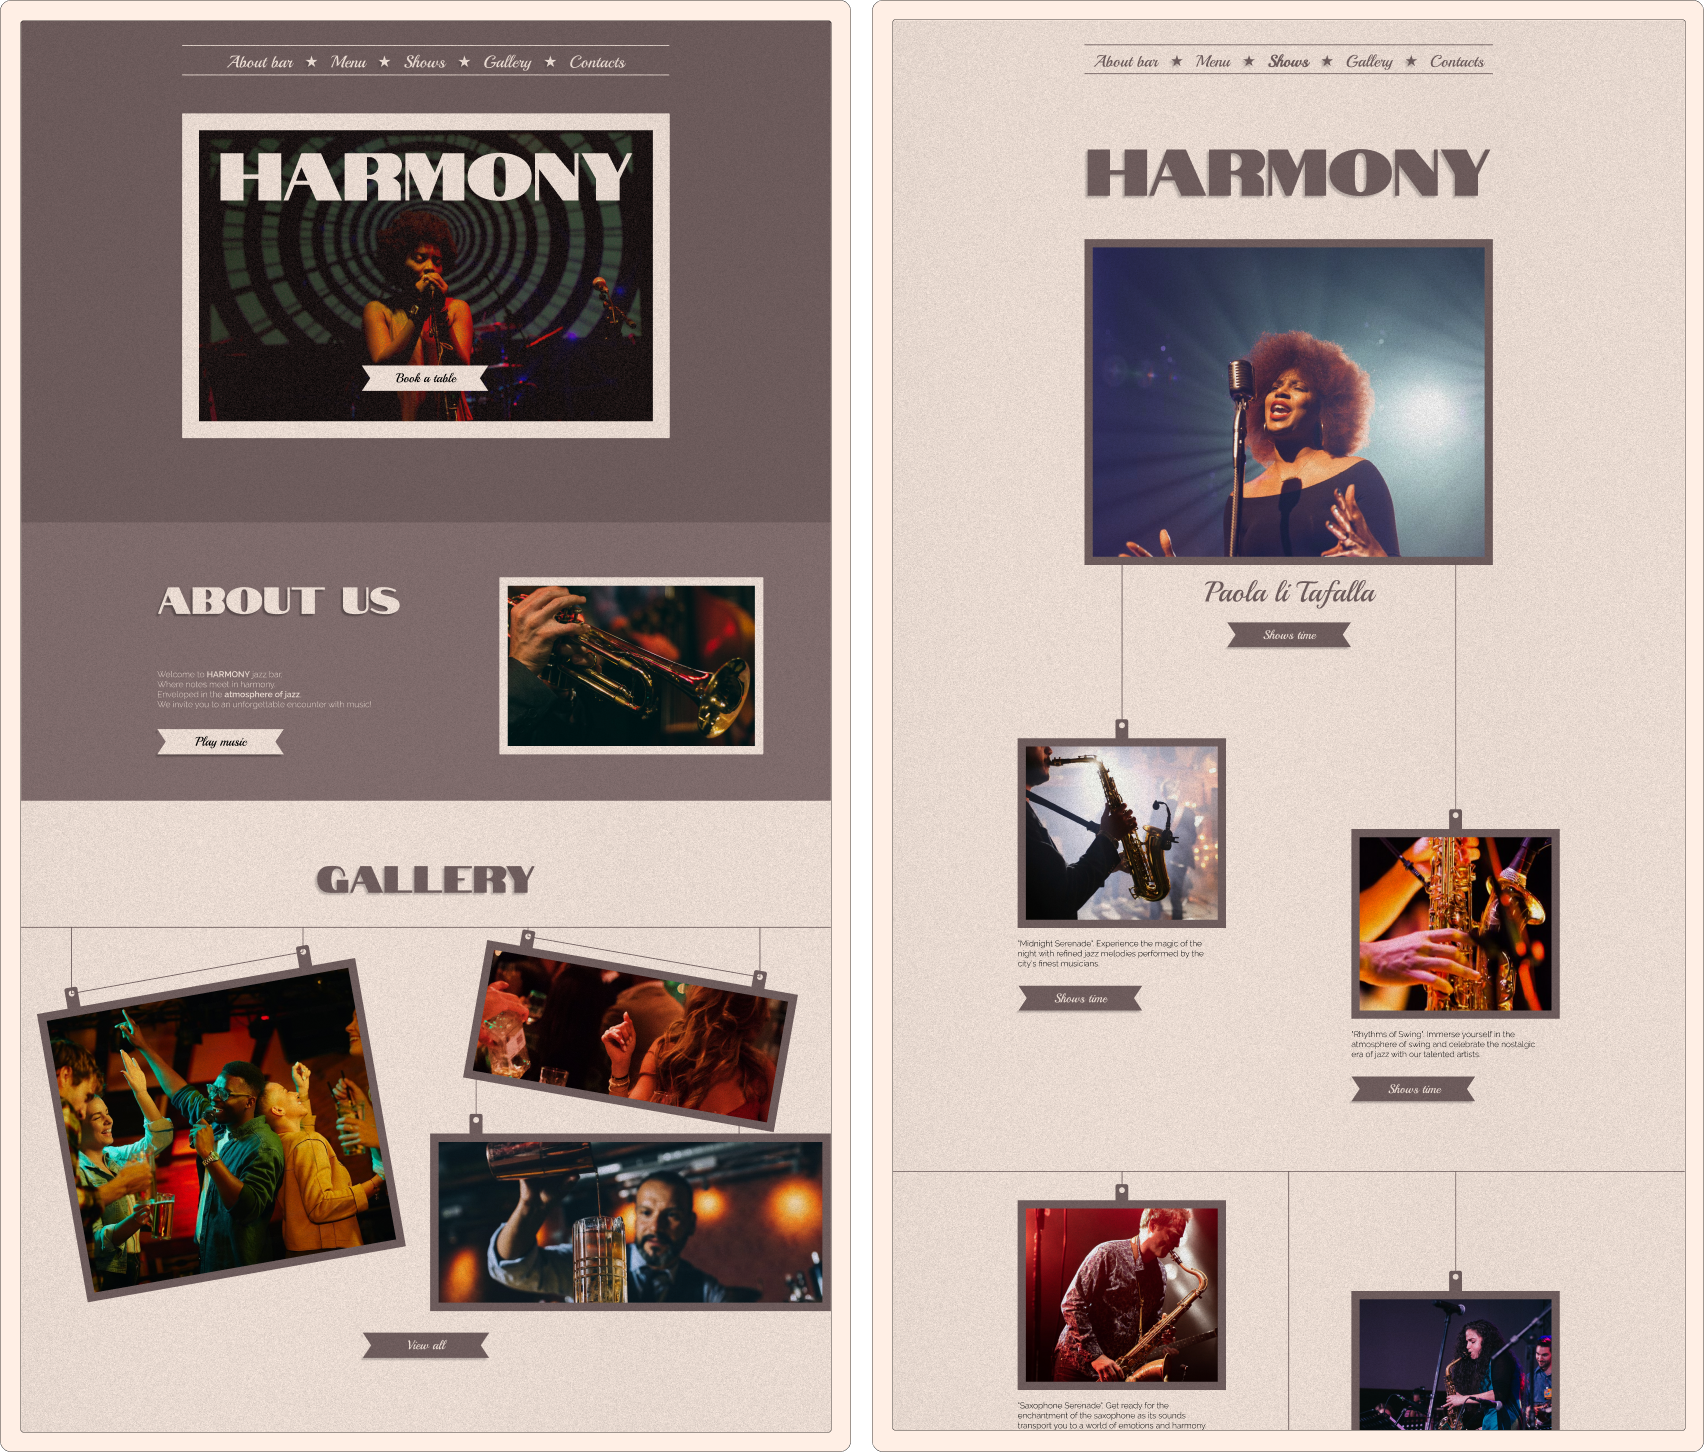 About bar ★ Menu ★ Shows ★ Gallery ★ Contacts
HARMONY
Book a table
ABOUT US
Welcome to HARMONY jazz bar.
Where notes meet in harmony.
Enveloped in the atmosphere of jazz.
We invite you to an unforgettable encounter with music!
Play music
GALLERY
View all
About bar ★ Menu ★ Shows ★ Gallery ★ Contacts
HARMONY
Paola li Tafalla
Shows time
"Midnight Serenade". Experience the magic of the
night with refined jazz melodies performed by the
city's finest musicians.
Shows time
"Rhythms of Swing". Immerse yourself in the
atmosphere of swing and celebrate the nostalgic
era of jazz with our talented artists.
Shows time
"Saxophone Serenade". Get ready for the
enchantment of the saxophone as its sounds
transport you to a world of emotions and harmony